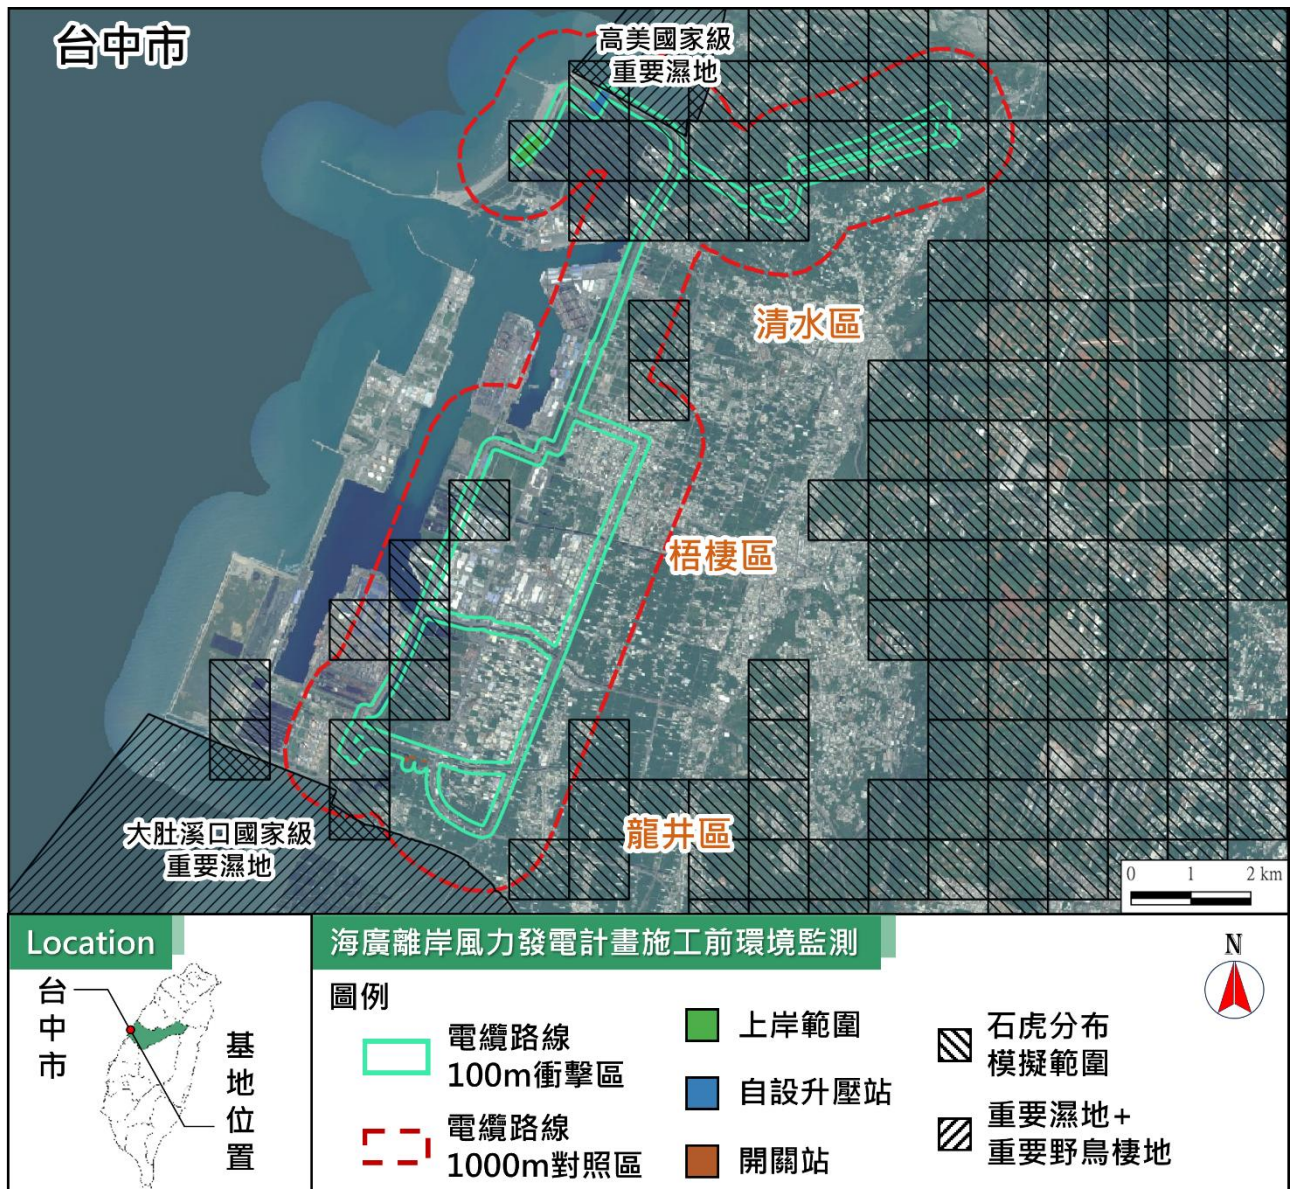 台中市
高美國家級
重要濕地
清水區
梧棲區
龍井區
大肚溪口國家級
重要濕地
0 1 2 km
Location
台中市
基地位置
海廣離岸風力發電計畫施工前環境監測
圖例
電纜路線
100m衝擊區
電纜路線
1000m對照區
上岸範圍
自設升壓站
開關站
石虎分布
模擬範圍
重要濕地+
重要野鳥棲地
N